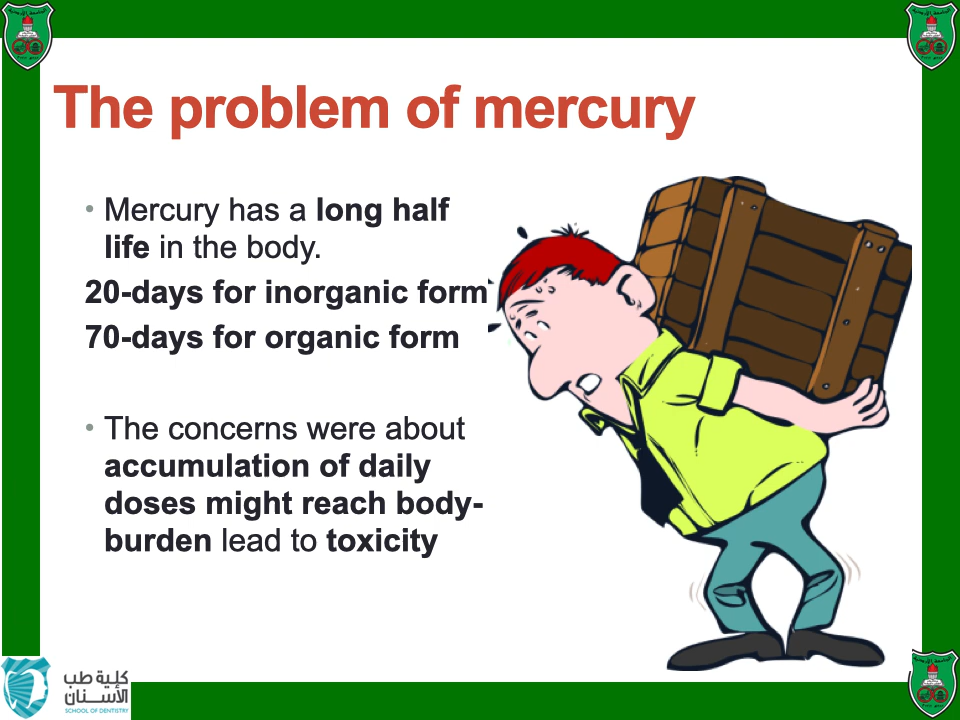 The problem of mercury
• Mercury has a long half
life in the body.
20-days for inorganic form
70-days for organic form
• The concerns were about
accumulation of daily
doses might reach body-
burden lead to toxicity
كلية طب
الأسنان
SCHOOL OF DENTISTRY